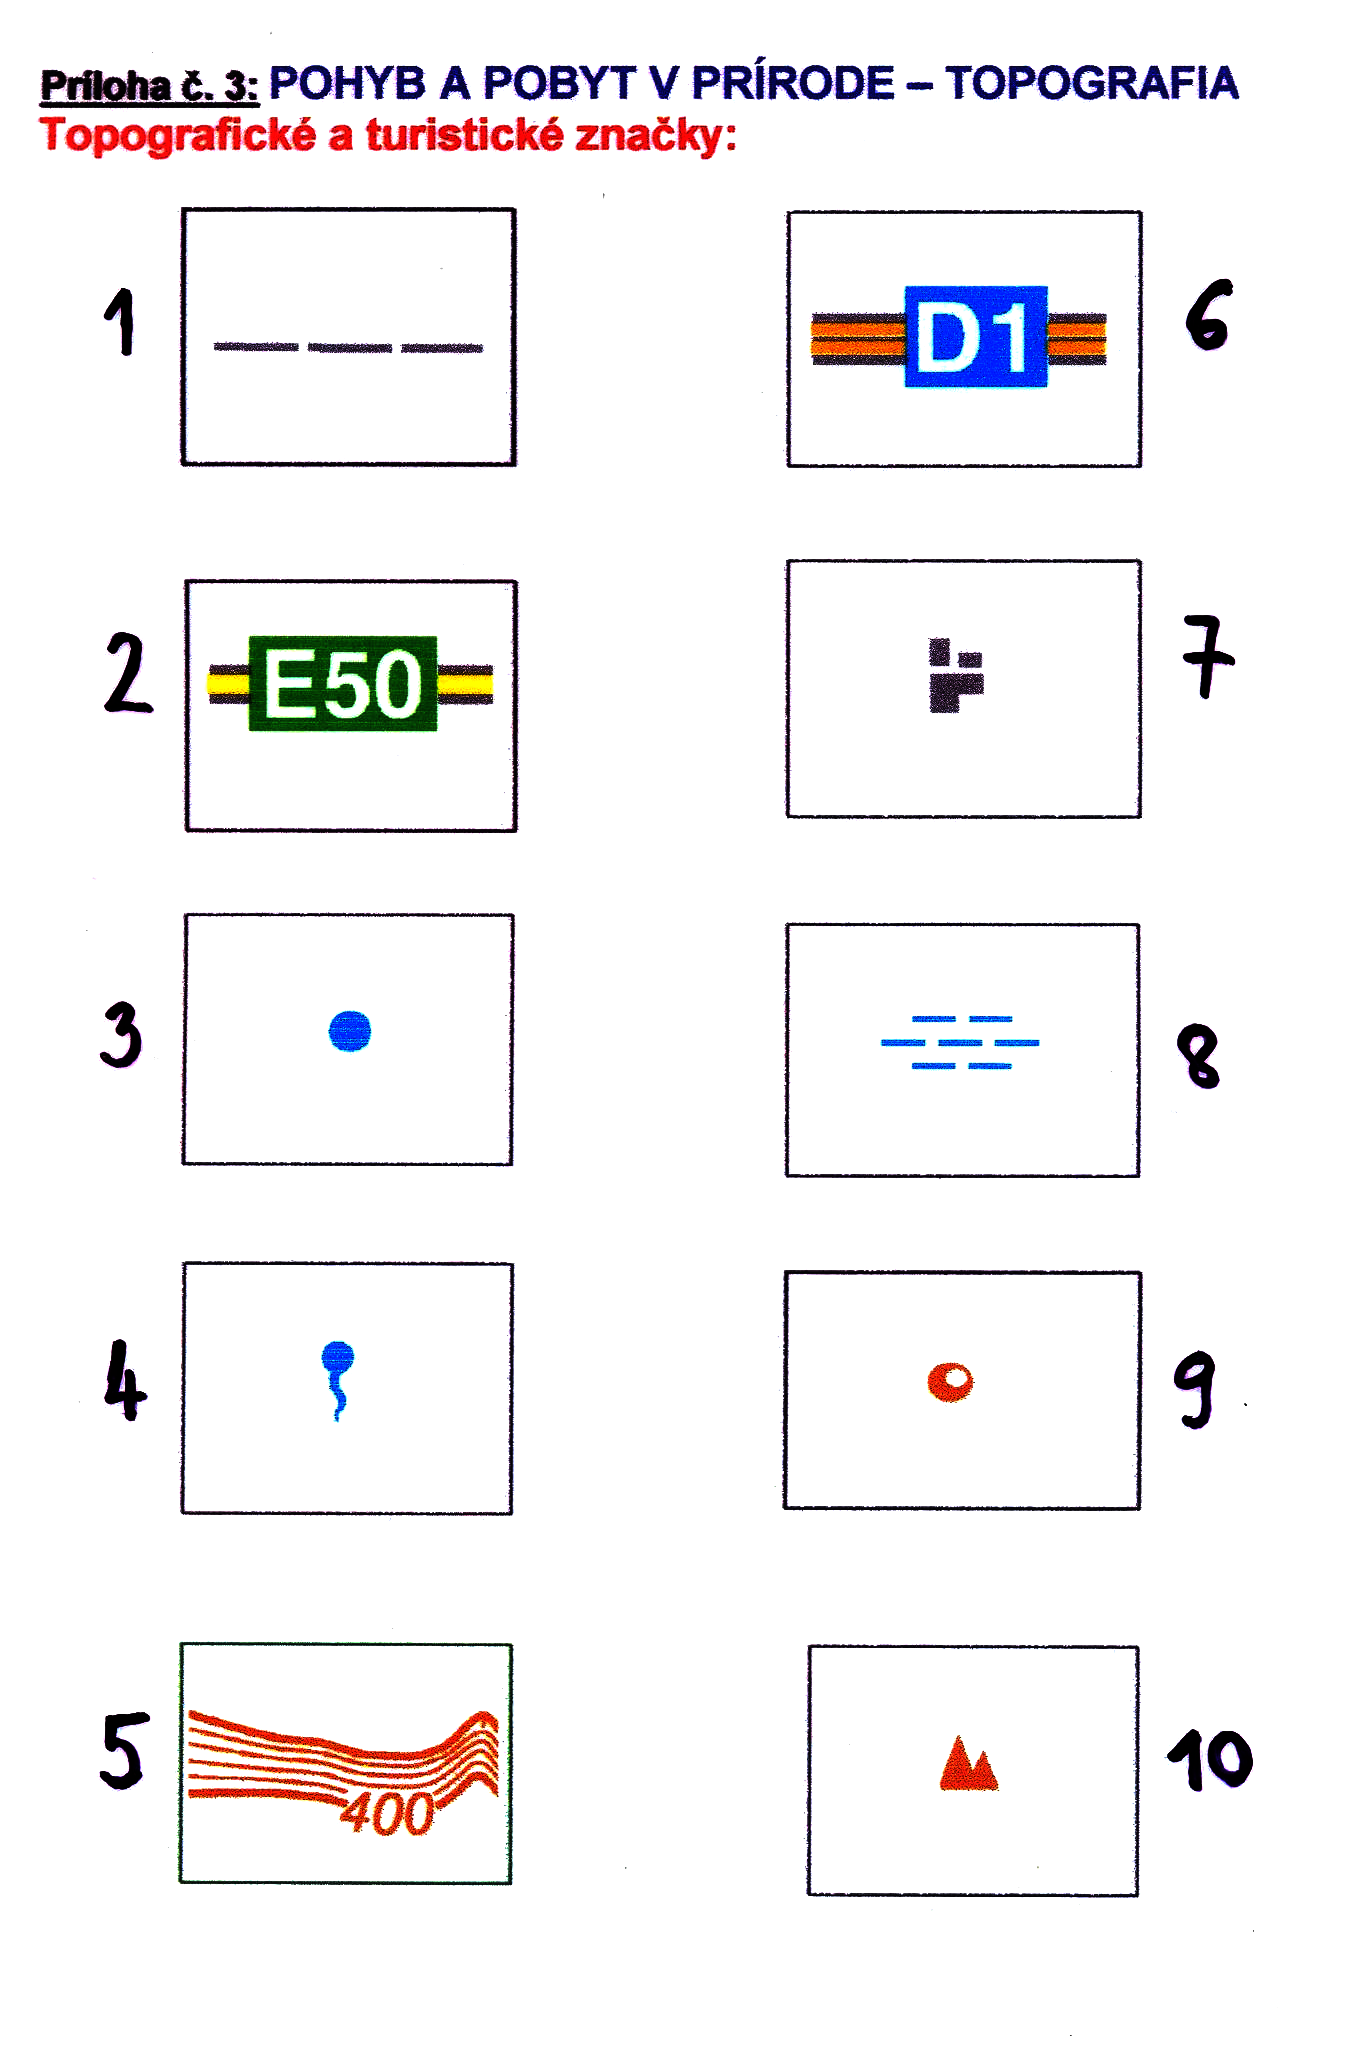 Príloha č. 3: POHYB A POBYT V PRÍRODE – TOPOGRAFIA
Topografické a turistické značky:
1
D1
6
2
E50
7
3
8
4
9
5
400
10